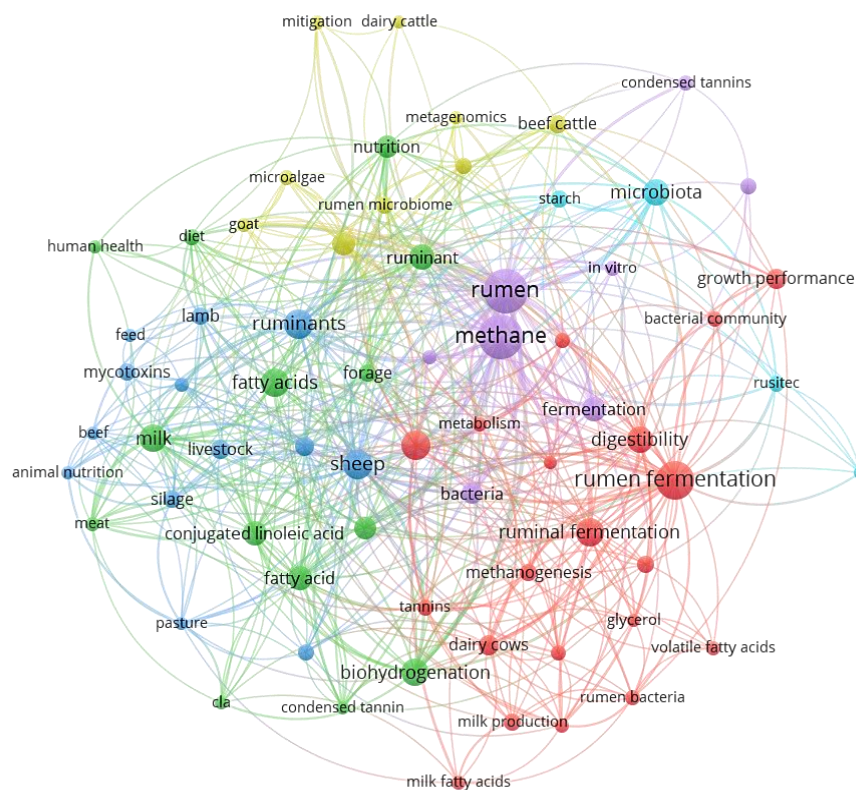 mitigation
dairy cattle
condensed tannins
metagenomics
beef cattle
nutrition
microalgae
rumen microbiome
starch
microbiota
goat
human health
diet
ruminant
in vitro
growth performance
rumen
lamb
ruminants
bacterial community
feed
methane
mycotoxins
fatty acids
forage
rusitec
fermentation
metabolism
beef
milk
livestock
digestibility
sheep
animal nutrition
rumen fermentation
silage
bacteria
meat
conjugated linoleic acid
ruminal fermentation
fatty acid
methanogenesis
tannins
pasture
glycerol
dairy cows
volatile fatty acids
biohydrogenation
rumen bacteria
cla
condensed tannin
milk production
milk fatty acids